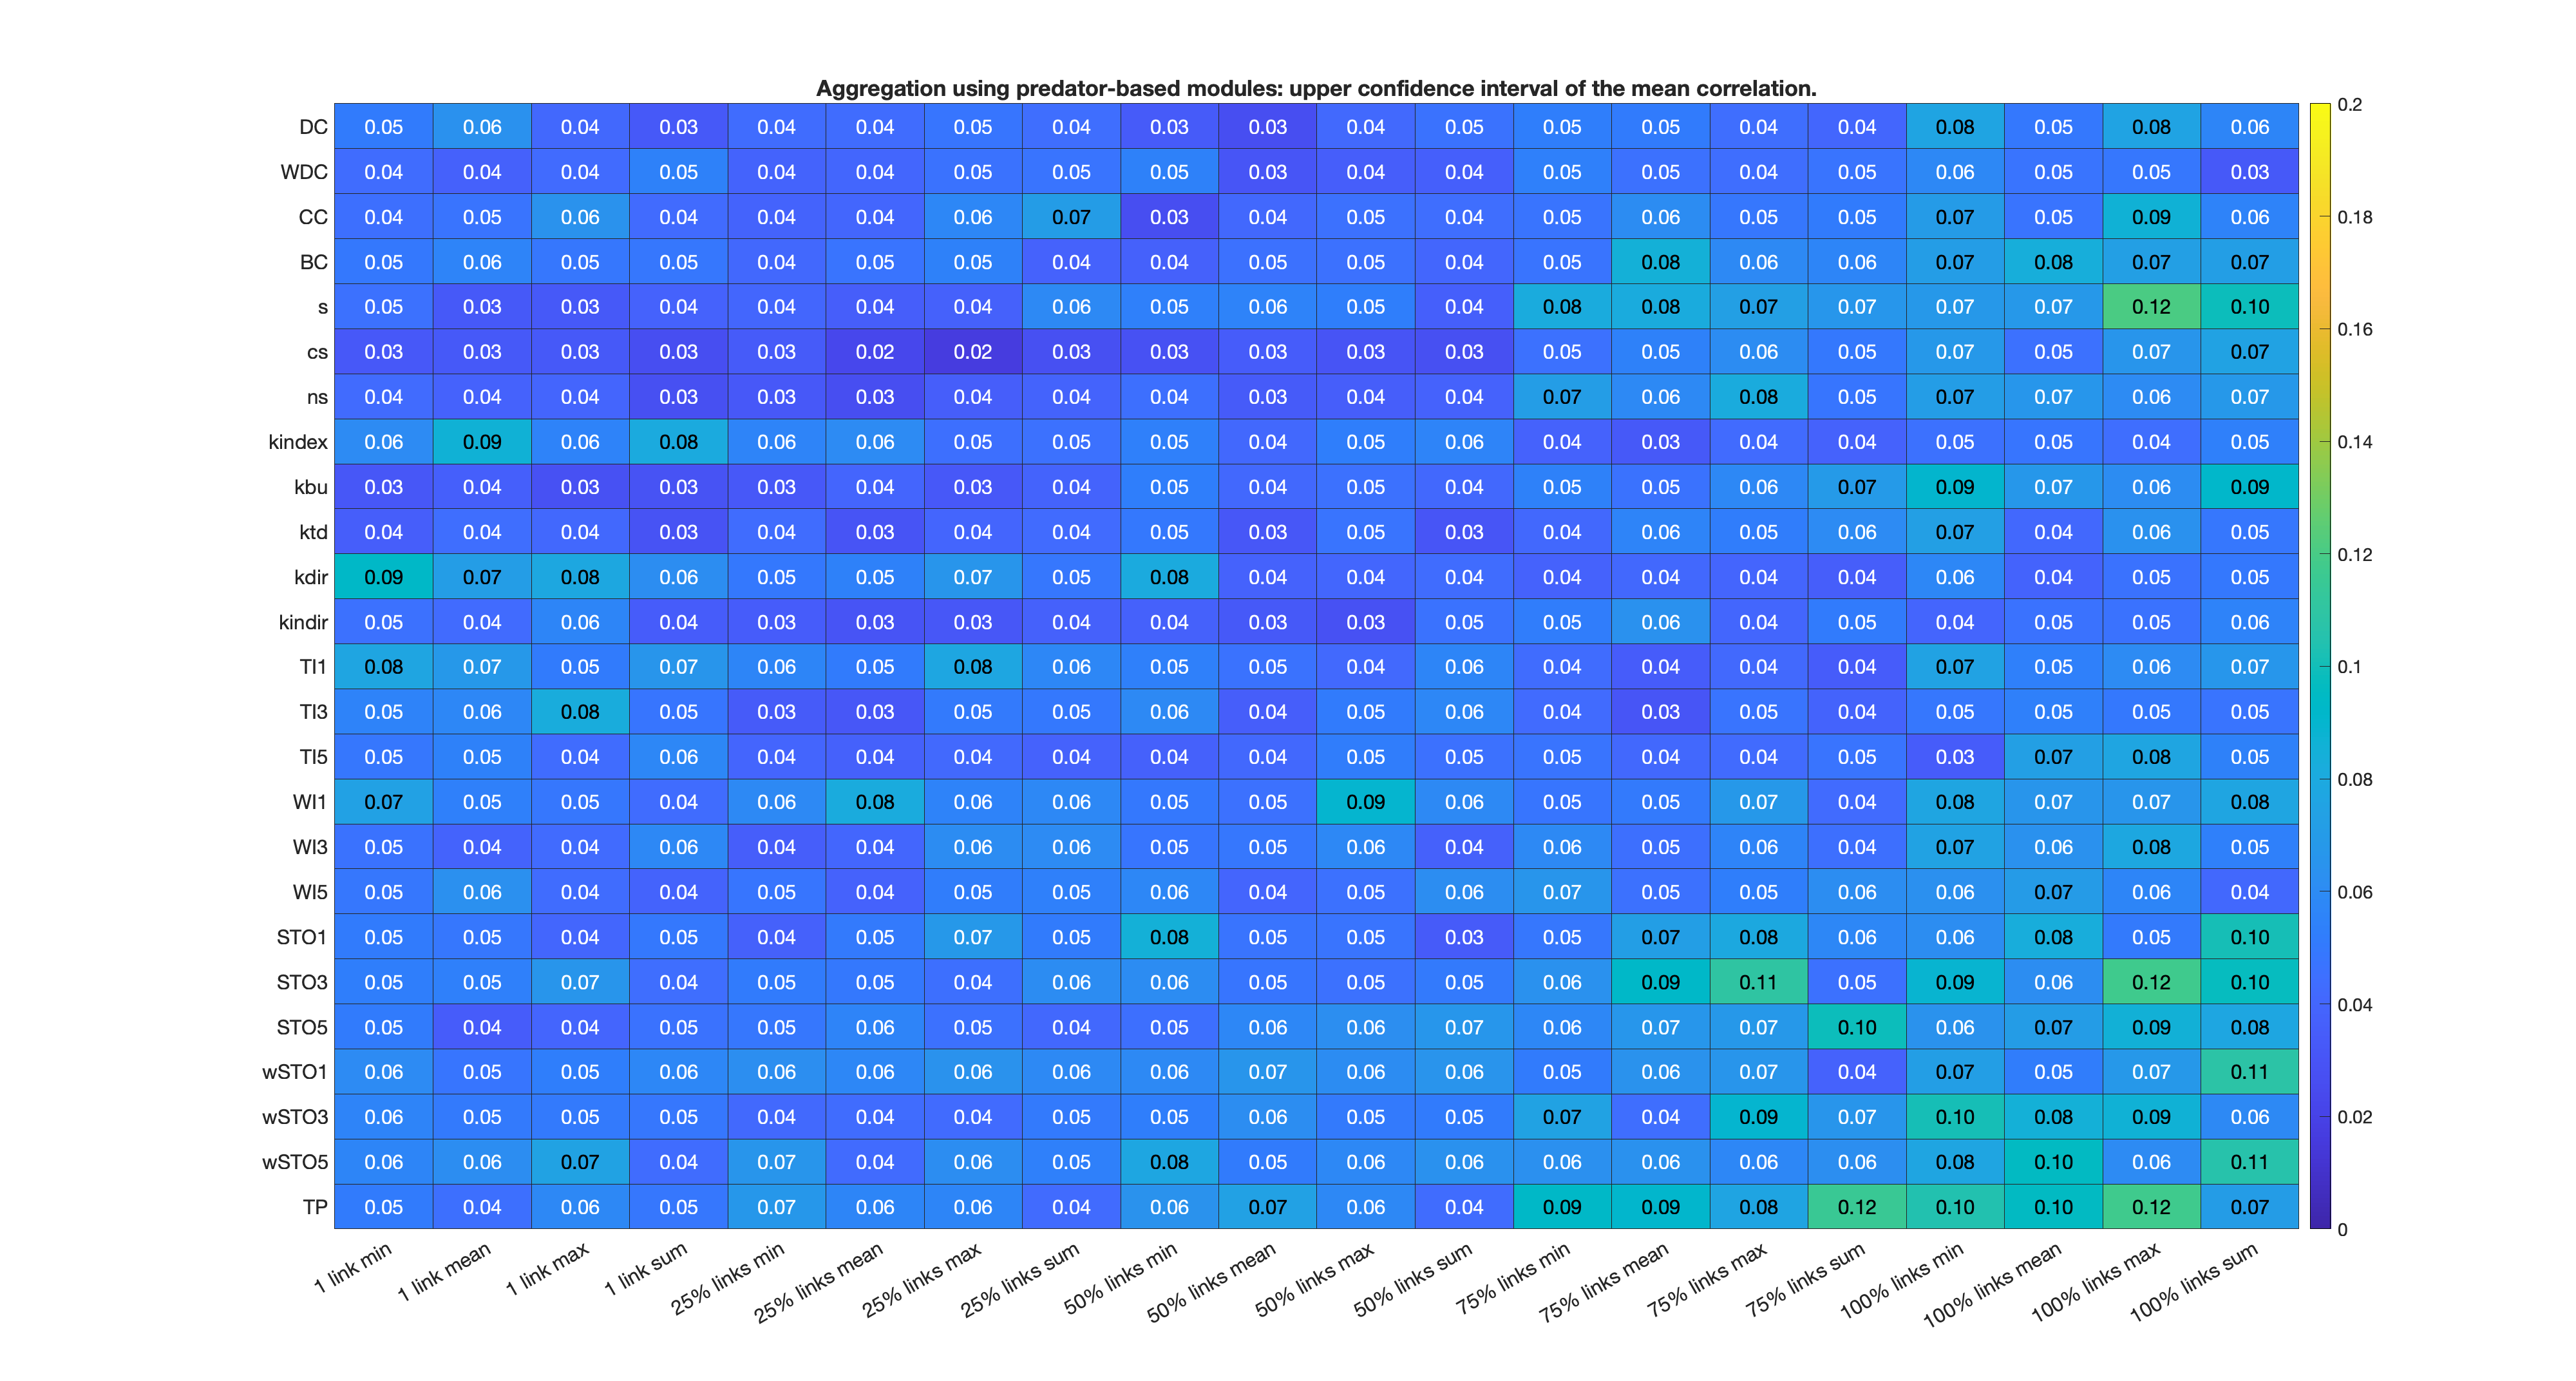 Aggregation using predator-based modules: upper confidence interval of the mean correlation.
DC 0.05 0.06 0.04 0.03 0.04 0.04 0.05 0.04 0.03 0.03 0.04 0.05 0.05 0.05 0.04 0.04 0.08 0.05 0.08 0.06
WDC 0.04 0.04 0.04 0.05 0.04 0.04 0.05 0.05 0.05 0.03 0.04 0.04 0.05 0.05 0.04 0.05 0.06 0.05 0.05 0.03
CC 0.04 0.05 0.06 0.04 0.04 0.04 0.06 0.07 0.03 0.04 0.05 0.04 0.05 0.06 0.05 0.05 0.07 0.05 0.09 0.06
BC 0.05 0.06 0.05 0.05 0.04 0.05 0.05 0.04 0.04 0.05 0.05 0.04 0.05 0.08 0.06 0.06 0.07 0.08 0.07 0.07
s 0.05 0.03 0.03 0.04 0.04 0.04 0.04 0.06 0.05 0.06 0.05 0.04 0.08 0.08 0.07 0.07 0.07 0.07 0.12 0.10
cs 0.03 0.03 0.03 0.03 0.03 0.02 0.02 0.03 0.03 0.03 0.03 0.03 0.05 0.05 0.06 0.05 0.07 0.05 0.07 0.07
ns 0.04 0.04 0.04 0.03 0.03 0.03 0.04 0.04 0.04 0.03 0.04 0.04 0.07 0.06 0.08 0.05 0.07 0.07 0.06 0.07
kindex 0.06 0.09 0.06 0.08 0.06 0.06 0.05 0.05 0.05 0.04 0.05 0.06 0.04 0.03 0.04 0.04 0.05 0.05 0.04 0.05
kbu 0.03 0.04 0.03 0.03 0.03 0.04 0.03 0.04 0.05 0.04 0.05 0.04 0.05 0.05 0.06 0.07 0.09 0.07 0.06 0.09
ktd 0.04 0.04 0.04 0.03 0.04 0.03 0.04 0.04 0.05 0.03 0.05 0.03 0.04 0.06 0.05 0.06 0.07 0.04 0.06 0.05
kdir 0.09 0.07 0.08 0.06 0.05 0.05 0.07 0.05 0.08 0.04 0.04 0.04 0.04 0.04 0.04 0.04 0.06 0.04 0.05 0.05
kindir 0.05 0.04 0.06 0.04 0.03 0.03 0.03 0.04 0.04 0.03 0.03 0.05 0.05 0.06 0.04 0.05 0.04 0.05 0.05 0.06
TI1 0.08 0.07 0.05 0.07 0.06 0.05 0.08 0.06 0.05 0.05 0.04 0.06 0.04 0.04 0.04 0.04 0.07 0.05 0.06 0.07
TI3 0.05 0.06 0.08 0.05 0.03 0.03 0.05 0.05 0.06 0.04 0.05 0.06 0.04 0.03 0.05 0.04 0.05 0.05 0.05 0.05
TI5 0.05 0.05 0.04 0.06 0.04 0.04 0.04 0.04 0.04 0.04 0.05 0.05 0.05 0.04 0.04 0.05 0.03 0.07 0.08 0.05
WI1 0.07 0.05 0.05 0.04 0.06 0.08 0.06 0.06 0.05 0.05 0.09 0.06 0.05 0.05 0.07 0.04 0.08 0.07 0.07 0.08
WI3 0.05 0.04 0.04 0.06 0.04 0.04 0.06 0.06 0.05 0.05 0.06 0.04 0.06 0.05 0.06 0.04 0.07 0.06 0.08 0.05
WI5 0.05 0.06 0.04 0.04 0.05 0.04 0.05 0.05 0.06 0.04 0.05 0.06 0.07 0.05 0.05 0.06 0.06 0.07 0.06 0.04
STO1 0.05 0.05 0.04 0.05 0.04 0.05 0.07 0.05 0.08 0.05 0.05 0.03 0.05 0.07 0.08 0.06 0.06 0.08 0.05 0.10
STO3 0.05 0.05 0.07 0.04 0.05 0.05 0.04 0.06 0.06 0.05 0.05 0.05 0.06 0.09 0.11 0.05 0.09 0.06 0.12 0.10
STO5 0.05 0.04 0.04 0.05 0.05 0.06 0.05 0.04 0.05 0.06 0.06 0.07 0.06 0.07 0.07 0.10 0.06 0.07 0.09 0.08
wSTO1 0.06 0.05 0.05 0.06 0.06 0.06 0.06 0.06 0.06 0.07 0.06 0.06 0.05 0.06 0.07 0.04 0.07 0.05 0.07 0.11
wSTO3 0.06 0.05 0.05 0.05 0.04 0.04 0.04 0.05 0.05 0.06 0.05 0.05 0.07 0.04 0.09 0.07 0.10 0.08 0.09 0.06
wSTO5 0.06 0.06 0.07 0.04 0.07 0.04 0.06 0.05 0.08 0.05 0.06 0.06 0.06 0.06 0.06 0.06 0.08 0.10 0.06 0.11
TP 0.05 0.04 0.06 0.05 0.07 0.06 0.06 0.04 0.06 0.07 0.06 0.04 0.09 0.09 0.08 0.12 0.10 0.10 0.12 0.07
1 link min
1 link mean
1 link max
1 link sum
25% links min
25% links mean
25% links max
25% links sum
50% links min
50% links mean
50% links max
50% links sum
75% links min
75% links mean
75% links max
75% links sum
100% links min
100% links mean
100% links max
100% links sum
0.2
0.18
0.16
0.14
0.12
0.1
0.08
0.06
0.04
0.02
0